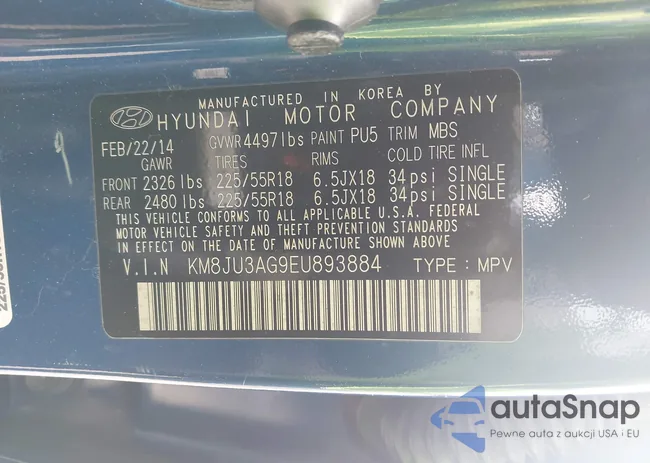 MANUFACTURED IN KOREA BY
HYUNDAI MOTOR COMPANY
FEB/22/14 GVWR 4497lbs PAINT PU5 TRIM MBS
GAWR TIRES RIMS COLD TIRE INFL
FRONT 2326 lbs 225/55R18 6.5JX18 34psi SINGLE
REAR 2480 lbs 225/55R18 6.5JX18 34psi SINGLE
THIS VEHICLE CONFORMS TO ALL APPLICABLE U.S.A. FEDERAL
MOTOR VEHICLE SAFETY AND THEFT PREVENTION STANDARDS
IN EFFECT ON THE DATE OF MANUFACTURE SHOWN ABOVE.
V.I.N KM8JU3AG9EU893884 TYPE : MPV
autaSnap
Pewne auta z aukcji USA i EU